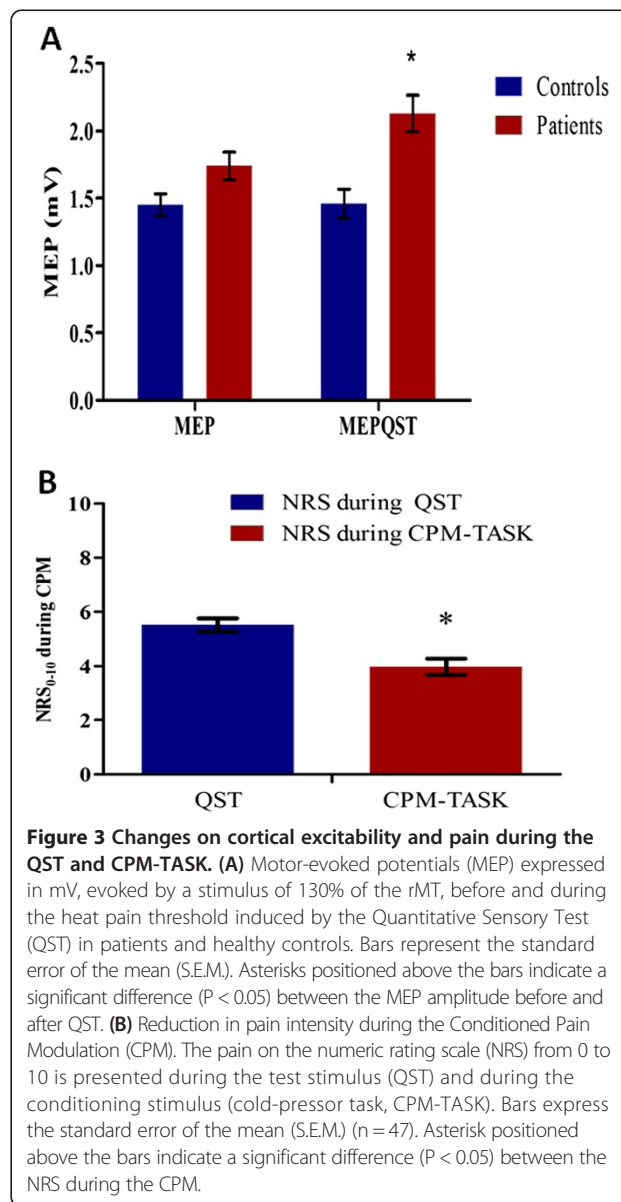 A
*
2.5
2.0
1.5
1.0
0.5
0.0
MEP (mV)
Controls
Patients
MEP
MEPQST
B
10
8
6
4
2
0
NRS0-10 during CPM
NRS during QST
NRS during CPM-TASK
*
QST
CPM-TASK
Figure 3 Changes on cortical excitability and pain during the
QST and CPM-TASK. (A) Motor-evoked potentials (MEP) expressed
in mV, evoked by a stimulus of 130% of the rMT, before and during
the heat pain threshold induced by the Quantitative Sensory Test
(QST) in patients and healthy controls. Bars represent the standard
error of the mean (S.E.M.). Asterisks positioned above the bars indicate a
significant difference (P < 0.05) between the MEP amplitude before and
after QST. (B) Reduction in pain intensity during the Conditioned Pain
Modulation (CPM). The pain on the numeric rating scale (NRS) from 0 to
10 is presented during the test stimulus (QST) and during the
conditioning stimulus (cold-pressor task, CPM-TASK). Bars express
the standard error of the mean (S.E.M.) (n = 47). Asterisk positioned
above the bars indicate a significant difference (P < 0.05) between the
NRS during the CPM.